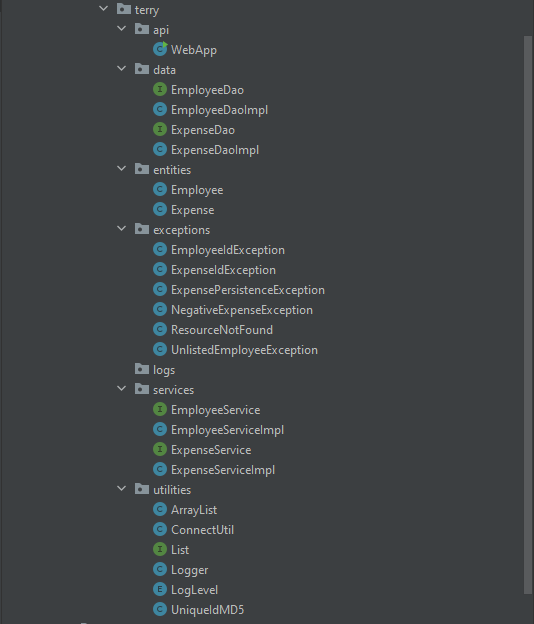 terry
api
WebApp
data
EmployeeDao
EmployeeDaoImpl
ExpenseDao
ExpenseDaoImpl
entities
Employee
Expense
exceptions
EmployeeIdException
ExpenseIdException
ExpensePersistenceException
NegativeExpenseException
ResourceNotFound
UnlistedEmployeeException
logs
services
EmployeeService
EmployeeServiceImpl
ExpenseService
ExpenseServiceImpl
utilities
ArrayList
ConnectUtil
List
Logger
LogLevel
UniqueIdMD5